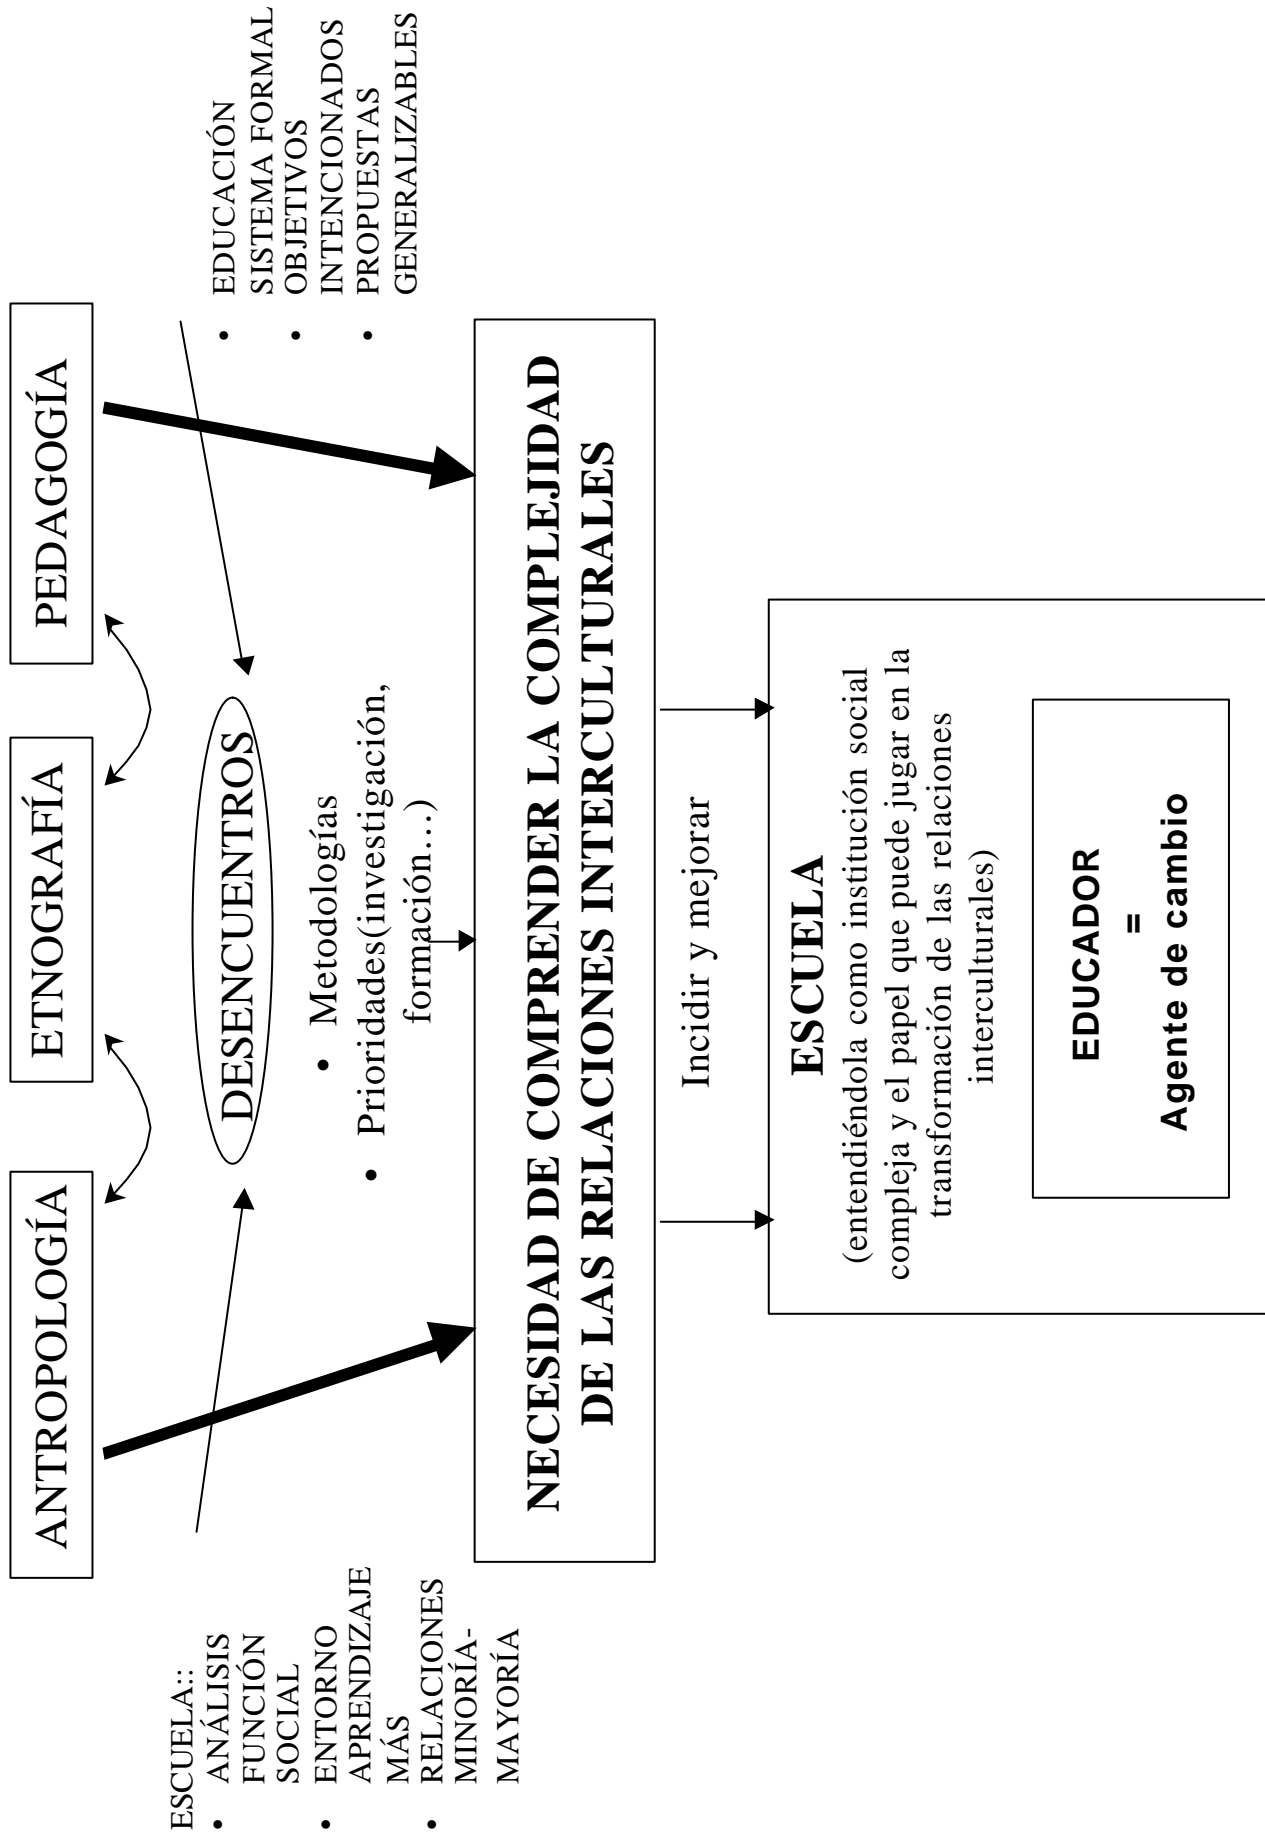 ANTROPOLOGÍA
ETNOGRAFÍA
PEDAGOGÍA
ESCUELA::
• ANÁLISIS
FUNCIÓN
SOCIAL
• ENTORNO
APRENDIZAJE
MÁS
• RELACIONES
MINORÍA-
MAYORÍA
DESENCUENTROS
• Metodologías
• Prioridades(investigación,
formación...)
• EDUCACIÓN
SISTEMA FORMAL
• OBJETIVOS
INTENCIONADOS
• PROPUESTAS
GENERALIZABLES
NECESIDAD DE COMPRENDER LA COMPLEJIDAD
DE LAS RELACIONES INTERCULTURALES
Incidir y mejorar
ESCUELA
(entendiéndola como institución social
compleja y el papel que puede jugar en la
transformación de las relaciones
interculturales)
EDUCADOR
=
Agente de cambio